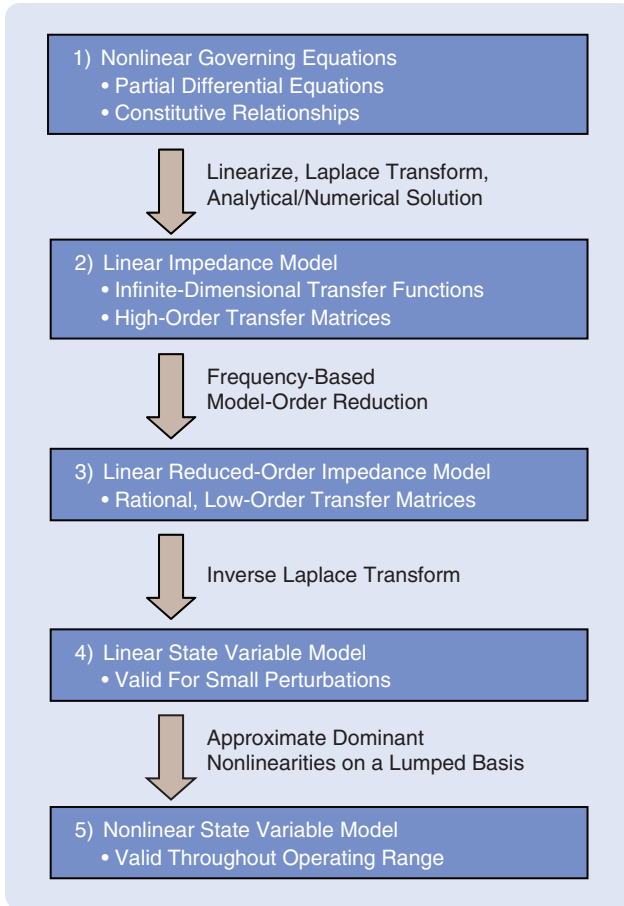 1) Nonlinear Governing Equations
• Partial Differential Equations
• Constitutive Relationships
Linearize, Laplace Transform,
Analytical/Numerical Solution
2) Linear Impedance Model
• Infinite-Dimensional Transfer Functions
• High-Order Transfer Matrices
Frequency-Based
Model-Order Reduction
3) Linear Reduced-Order Impedance Model
• Rational, Low-Order Transfer Matrices
Inverse Laplace Transform
4) Linear State Variable Model
• Valid For Small Perturbations
Approximate Dominant
Nonlinearities on a Lumped Basis
5) Nonlinear State Variable Model
• Valid Throughout Operating Range